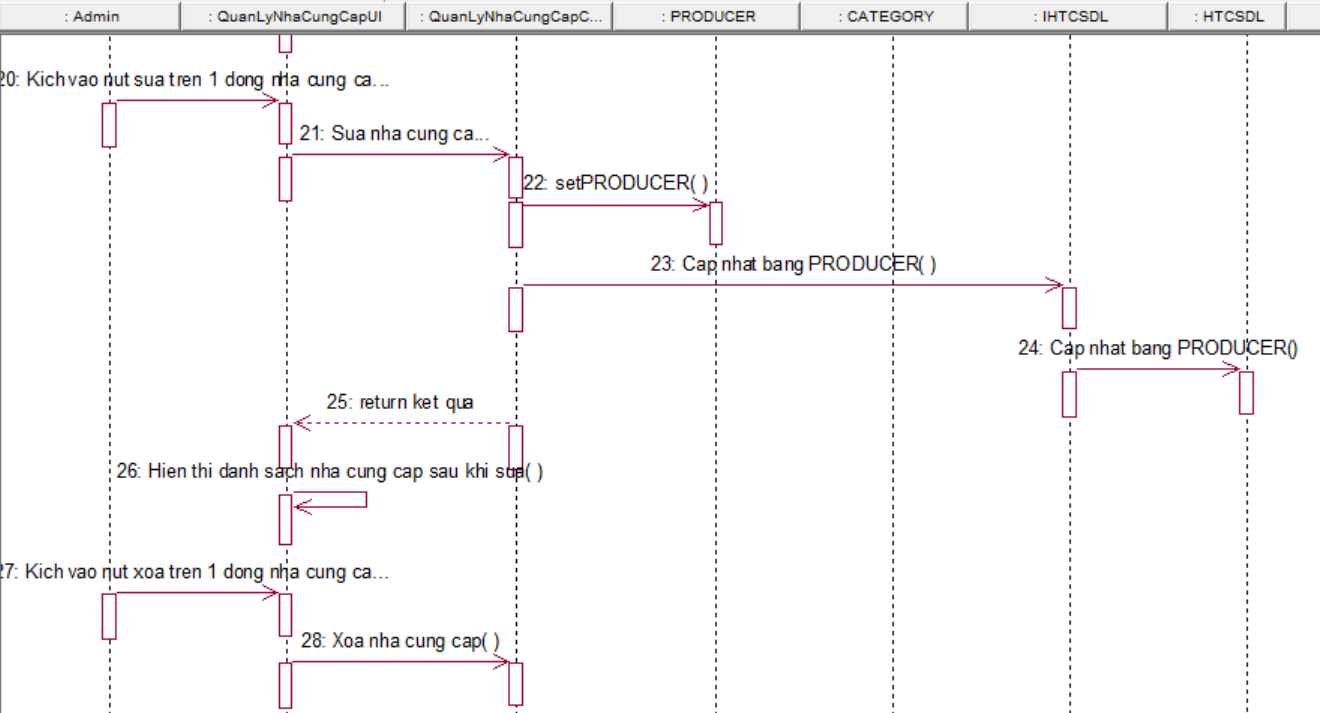 : Admin
: QuanLyNhaCungCapUI
: QuanLyNhaCungCapC...
: PRODUCER
: CATEGORY
: IHTCSDL
: HTCSDL
20: Kich vao nut sua tren 1 dong nha cung ca...
21: Sua nha cung ca...
22: setPRODUCER( )
23: Cap nhat bang PRODUCER( )
24: Cap nhat bang PRODUCER()
25: return ket qua
26: Hien thi danh sach nha cung cap sau khi sua( )
27: Kich vao nut xoa tren 1 dong nha cung ca...
28: Xoa nha cung cap( )